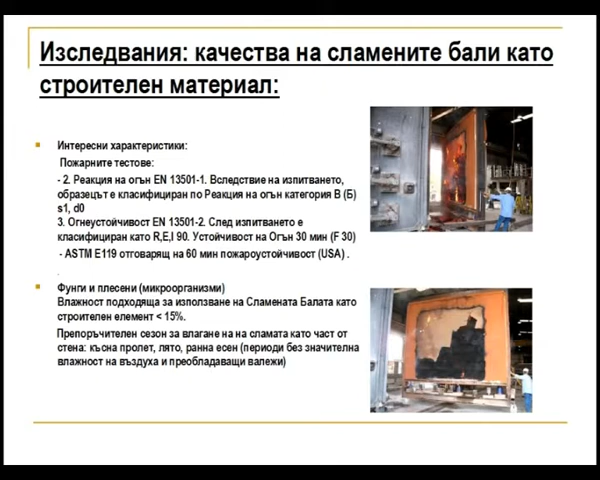 Изследвания: качества на сламените бали като
строителен материал:
Интересни характеристики:
Пожарните тестове:
- 2. Реакция на огън EN 13501-1. Вследствие на изпитването,
образецът е класифициран по Реакция на огън категория B (Б)
s1, d0
3. Огнеустойчивост EN 13501-2. След изпитването е
класифициран като R,E,I 90. Устойчивост на Огън 30 мин (F 30)
- ASTM E119 отговарящ на 60 мин пожароустойчивост (USA) .
.
Фунги и плесени (микроорганизми)
Влажност подходяща за използване на Сламената Балата като
строителен елемент < 15%.
Препоръчителен сезон за влагане на на сламата като част от
стена: късна пролет, лято, ранна есен (периоди без значителна
влажност на въздуха и преобладаващи валежи)